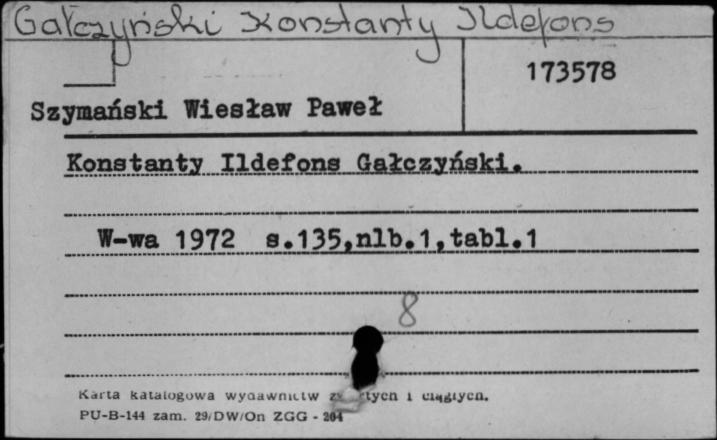 Gałczyński Konstanty Ildefons
173578
Szymański Wiesław Paweł
Konstanty Ildefons Gałczyński.
W-wa 1972 s.135,nlb.1,tabl.1
8
Karta katalogowa wydawnictw i ciągłych.
PU-B-144 zam. 29/DW/On ZGG - 204